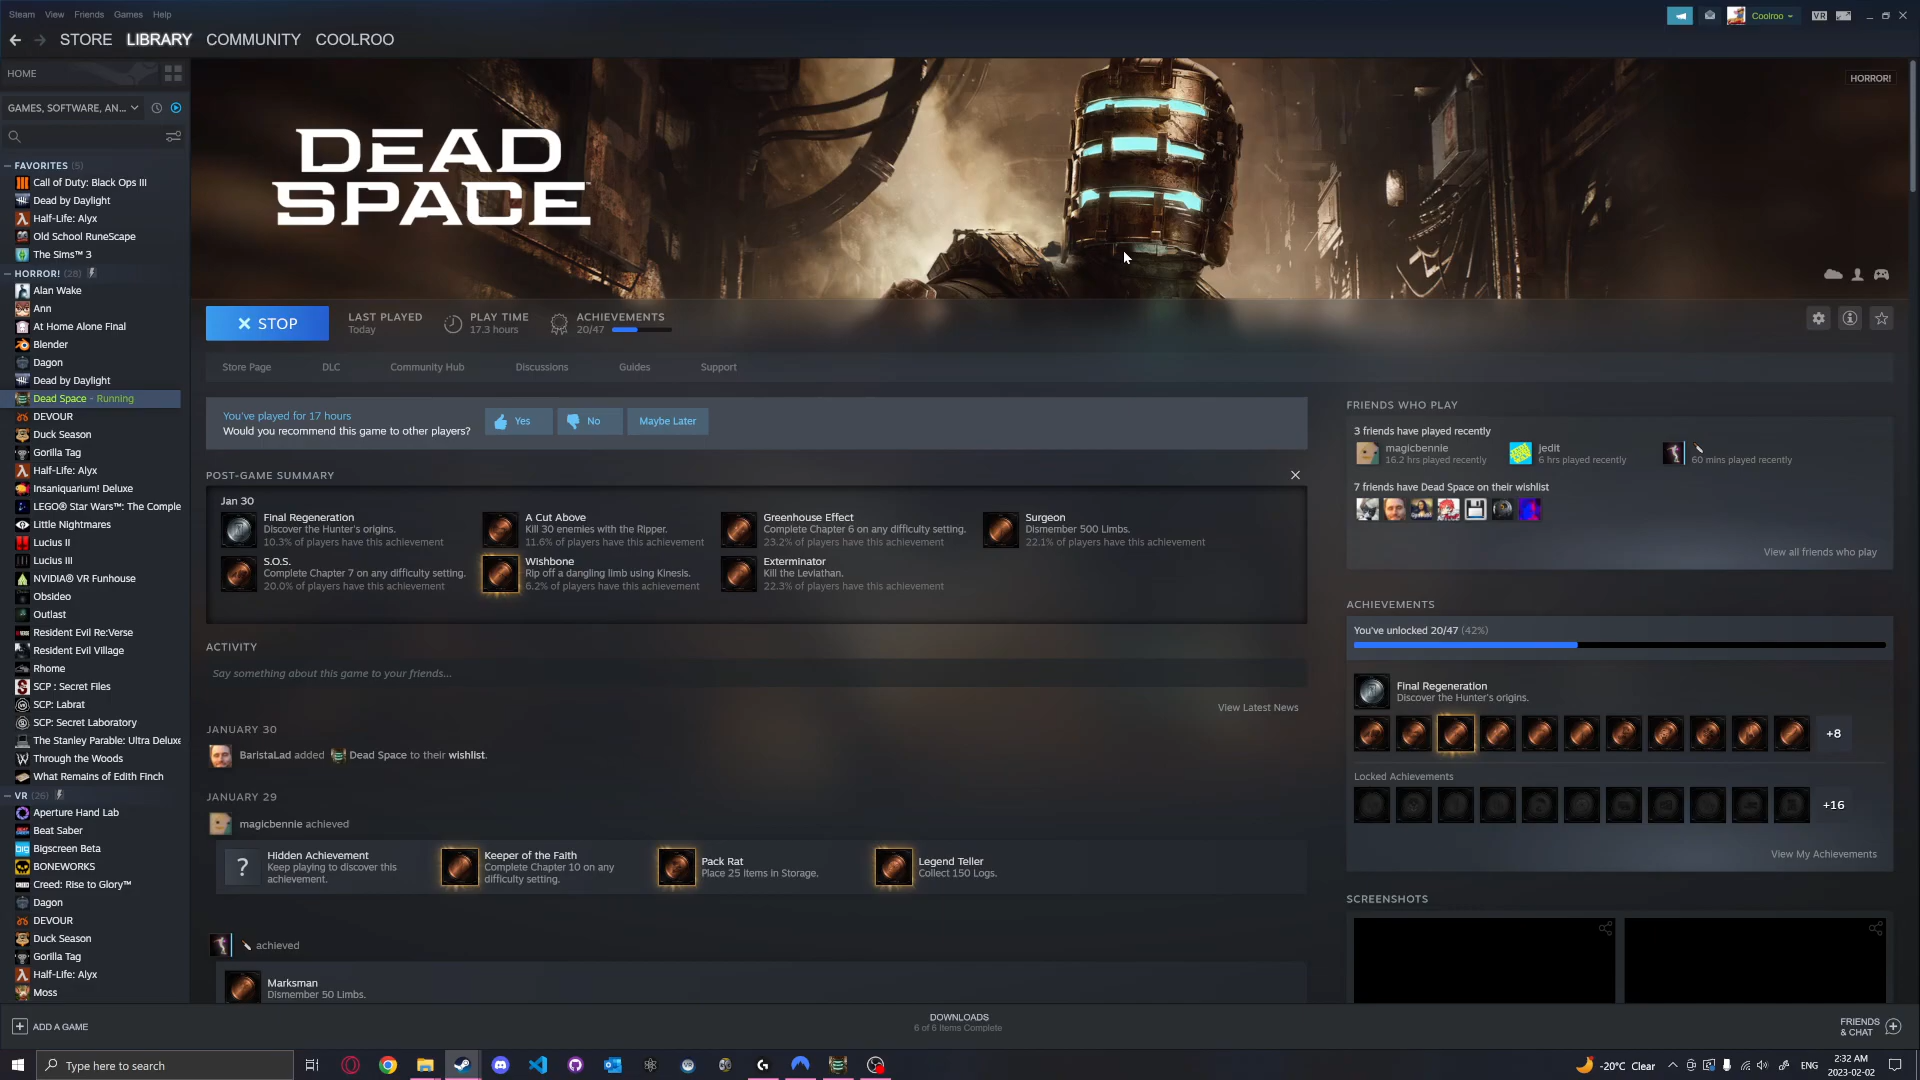 Steam View Friends Games Help
Coolroo
VR
STORE LIBRARY COMMUNITY COOLROO
HOME
GAMES, SOFTWARE, AN...
FAVORITES (5)
Call of Duty: Black Ops III
Dead by Daylight
Half-Life: Alyx
Old School RuneScape
The Sims™ 3
HORROR! (28)
Alan Wake
Ann
At Home Alone Final
Blender
Dagon
Dead by Daylight
Dead Space - Running
DEVOUR
Duck Season
Gorilla Tag
Half-Life: Alyx
Insaniquarium! Deluxe
LEGO® Star Wars™: The Comple
Little Nightmares
Lucius II
Lucius III
NVIDIA® VR Funhouse
Obsideo
Outlast
Resident Evil Re:Verse
Resident Evil Village
Rhome
SCP : Secret Files
SCP: Labrat
SCP: Secret Laboratory
The Stanley Parable: Ultra Deluxe
Through the Woods
What Remains of Edith Finch
VR (26)
Aperture Hand Lab
Beat Saber
Bigscreen Beta
BONEWORKS
Creed: Rise to Glory™
Dagon
DEVOUR
Duck Season
Gorilla Tag
Half-Life: Alyx
Moss
ADD A GAME
HORROR!
DEAD
SPACE
STOP
LAST PLAYED
Today
PLAY TIME
17.3 hours
ACHIEVEMENTS
20/47
Store Page DLC Community Hub Discussions Guides Support
You've played for 17 hours
Would you recommend this game to other players?
Yes No Maybe Later
POST-GAME SUMMARY
Jan 30
Final Regeneration
Discover the Hunter's origins.
10.3% of players have this achievement
A Cut Above
Kill 30 enemies with the Ripper.
11.6% of players have this achievement
Greenhouse Effect
Complete Chapter 6 on any difficulty setting.
23.2% of players have this achievement
Surgeon
Dismember 500 Limbs.
22.1% of players have this achievement
S.O.S.
Complete Chapter 7 on any difficulty setting.
20.0% of players have this achievement
Wishbone
Rip off a dangling limb using Kinesis.
6.2% of players have this achievement
Exterminator
Kill the Leviathan.
22.3% of players have this achievement
ACTIVITY
Say something about this game to your friends...
View Latest News
JANUARY 30
BaristaLad added Dead Space to their wishlist.
JANUARY 29
magicbennie achieved
Hidden Achievement
Keep playing to discover this
achievement.
Keeper of the Faith
Complete Chapter 10 on any
difficulty setting.
Pack Rat
Place 25 items in Storage.
Legend Teller
Collect 150 Logs.
achieved
Marksman
Dismember 50 Limbs.
FRIENDS WHO PLAY
3 friends have played recently
magicbennie
16.2 hrs played recently
jedit
6 hrs played recently
60 mins played recently
7 friends have Dead Space on their wishlist
View all friends who play
ACHIEVEMENTS
You've unlocked 20/47 (42%)
Final Regeneration
Discover the Hunter's origins.
+8
Locked Achievements
+16
View My Achievements
SCREENSHOTS
DOWNLOADS
6 of 6 Items Complete
FRIENDS
& CHAT
Type here to search
-20°C Clear
ENG
2:32 AM
2023-02-02